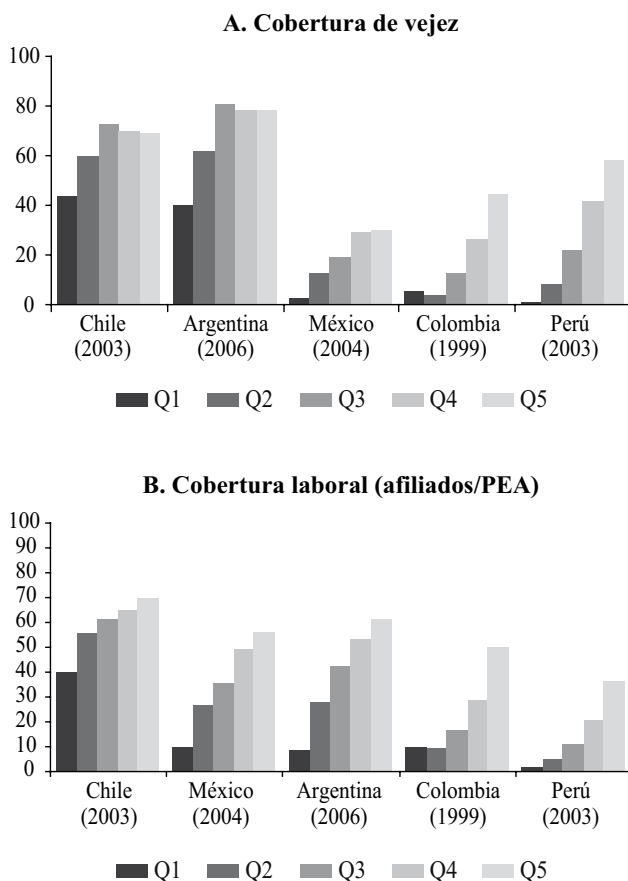 A. Cobertura de vejez
100
80
60
40
20
0
Chile Argentina México Colombia Perú
(2003) (2006) (2004) (1999) (2003)
Q1 Q2 Q3 Q4 Q5
B. Cobertura laboral (afiliados/PEA)
100
90
80
70
60
50
40
30
20
10
0
Chile México Argentina Colombia Perú
(2003) (2004) (2006) (1999) (2003)
Q1 Q2 Q3 Q4 Q5